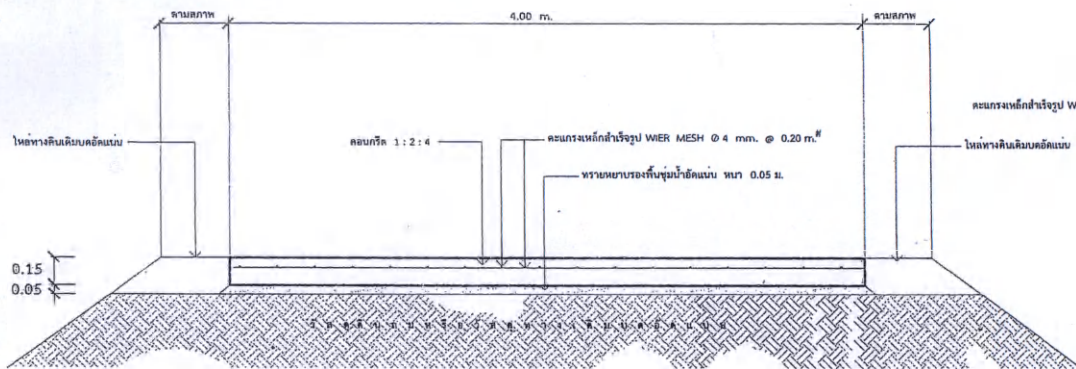 ตามสภาพ
4.00 m.
ตามสภาพ
ตะแกรงเหล็กสำเร็จรูป W
ไหล่ทางดินเดิมบดอัดแน่น
คอนกรีต 1 : 2 : 4
ตะแกรงเหล็กสำเร็จรูป WIER MESH Ø 4 mm. @ 0.20 m.#
ไหล่ทางดินเดิมบดอัดแน่น
ทรายหยาบรองพื้นชุ่มน้ำอัดแน่น หนา 0.05 ม.
0.15
0.05